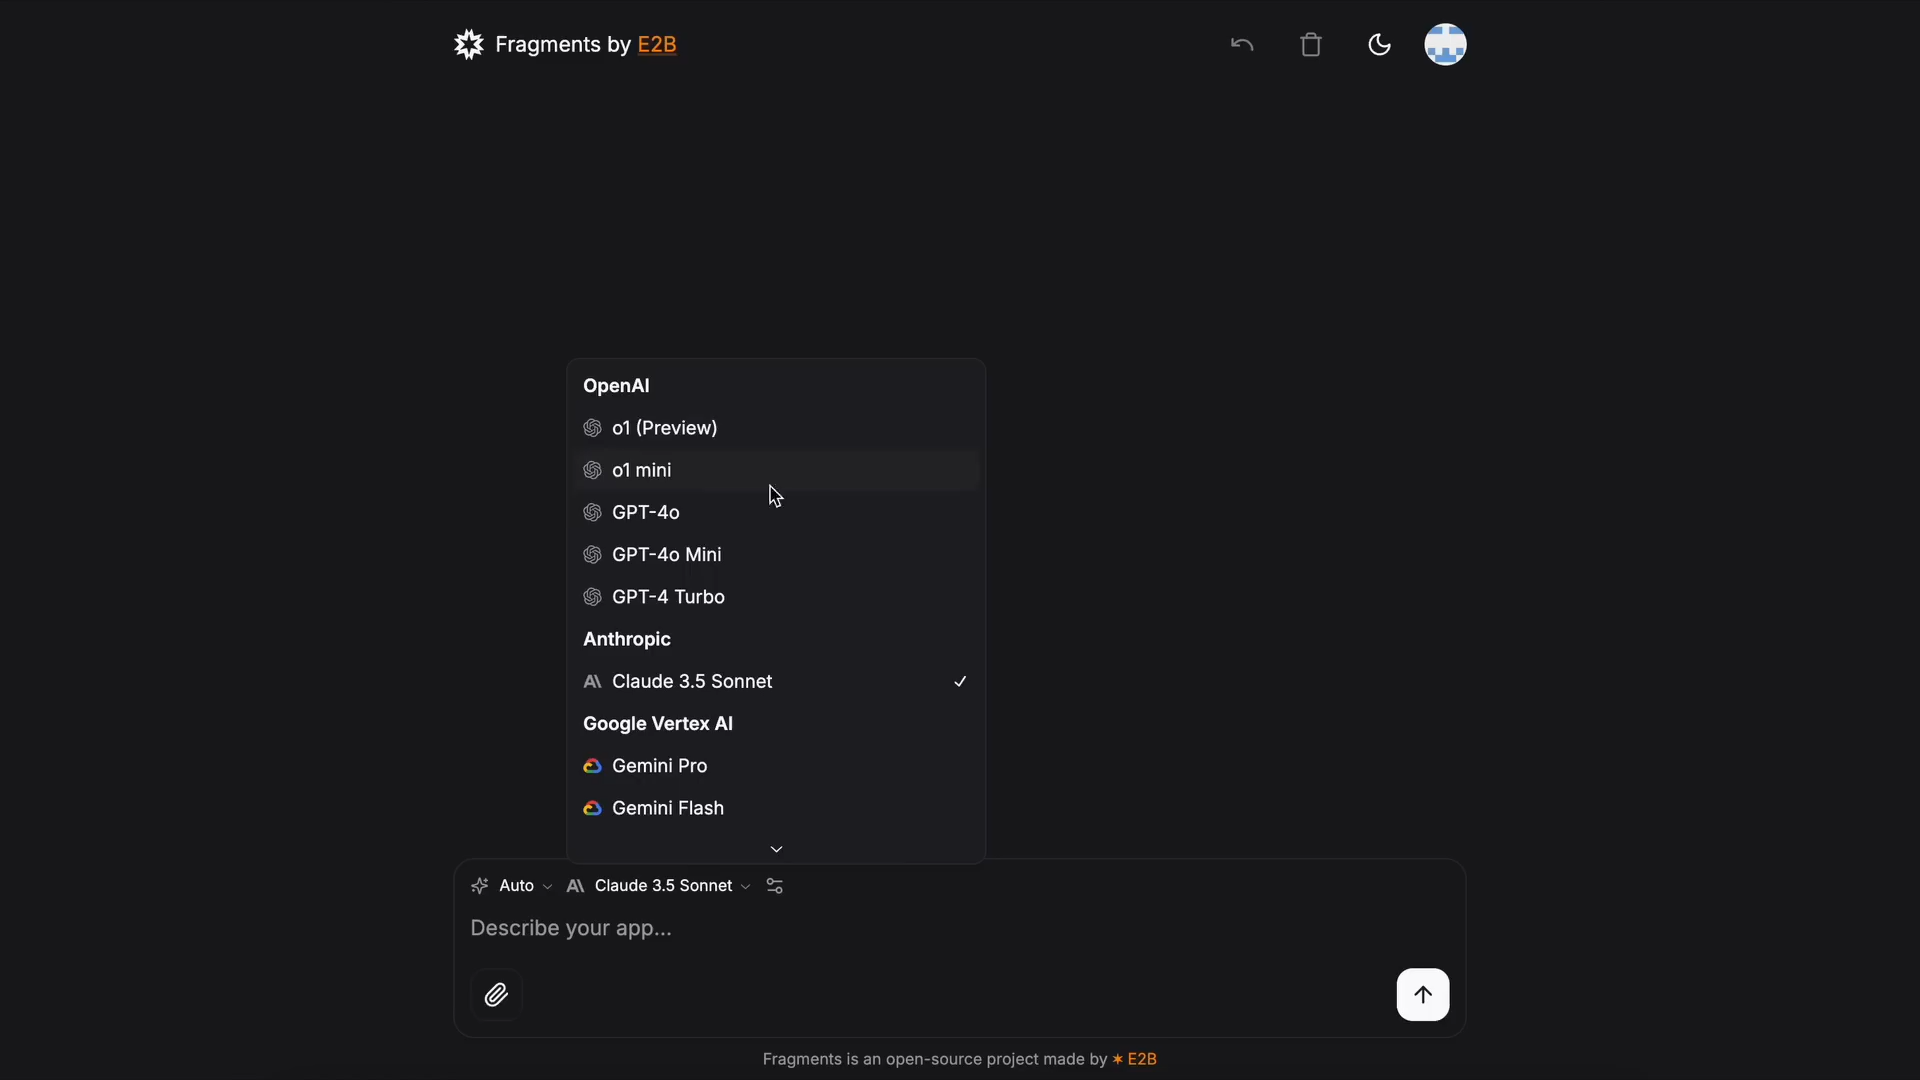 Fragments by E2B
OpenAI
o1 (Preview)
o1 mini
GPT-4o
GPT-4o Mini
GPT-4 Turbo
Anthropic
Claude 3.5 Sonnet
Google Vertex AI
Gemini Pro
Gemini Flash
Auto Claude 3.5 Sonnet
Describe your app...
Fragments is an open-source project made by ✶ E2B